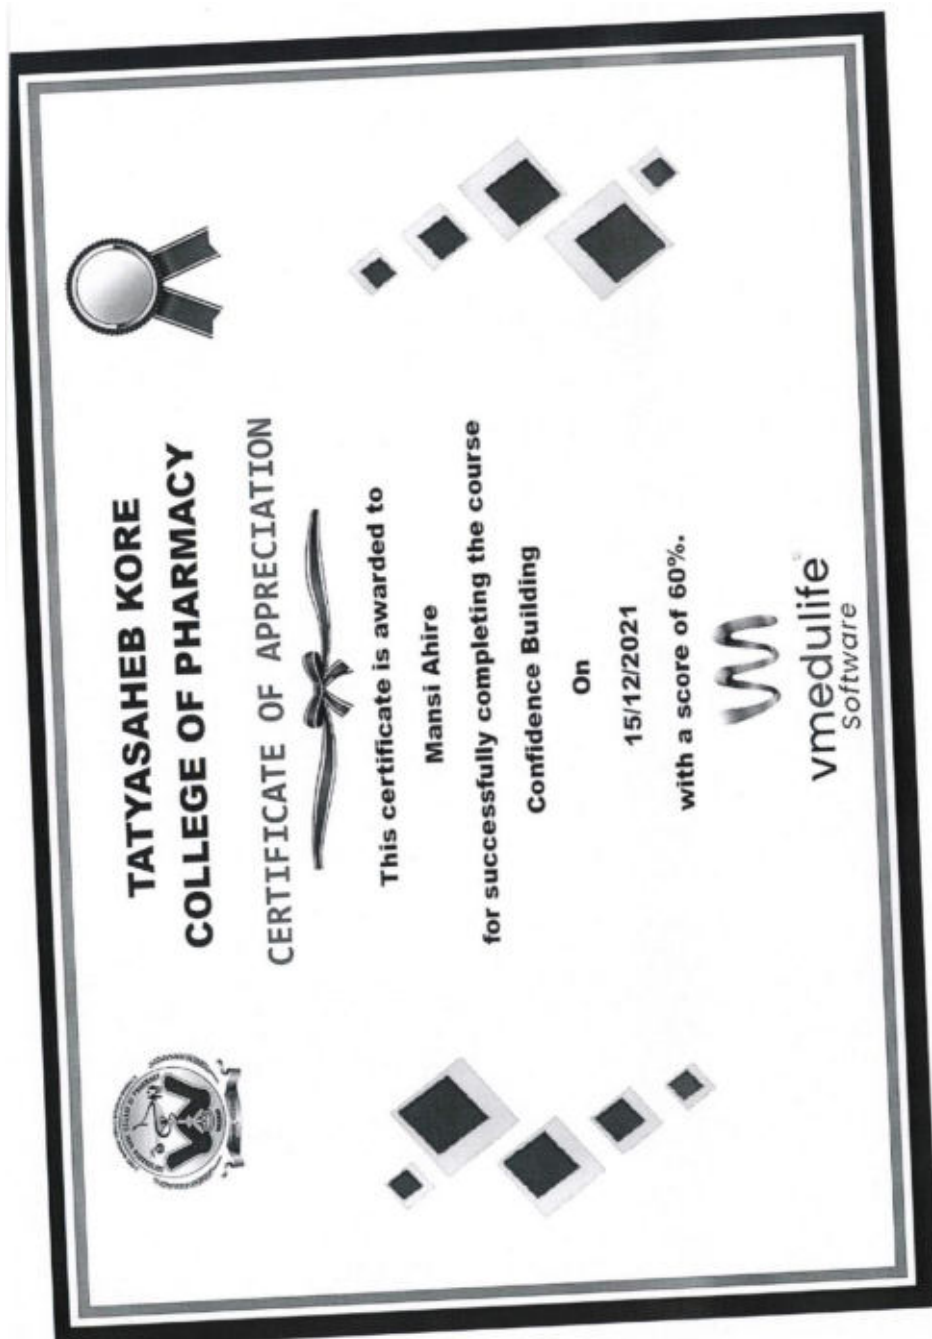 TATYASAHEB KORE
COLLEGE OF PHARMACY
CERTIFICATE OF APPRECIATION
This certificate is awarded to
Mansi Ahire
for successfully completing the course
Confidence Building
On
15/12/2021
with a score of 60%.
vmedulife
Software